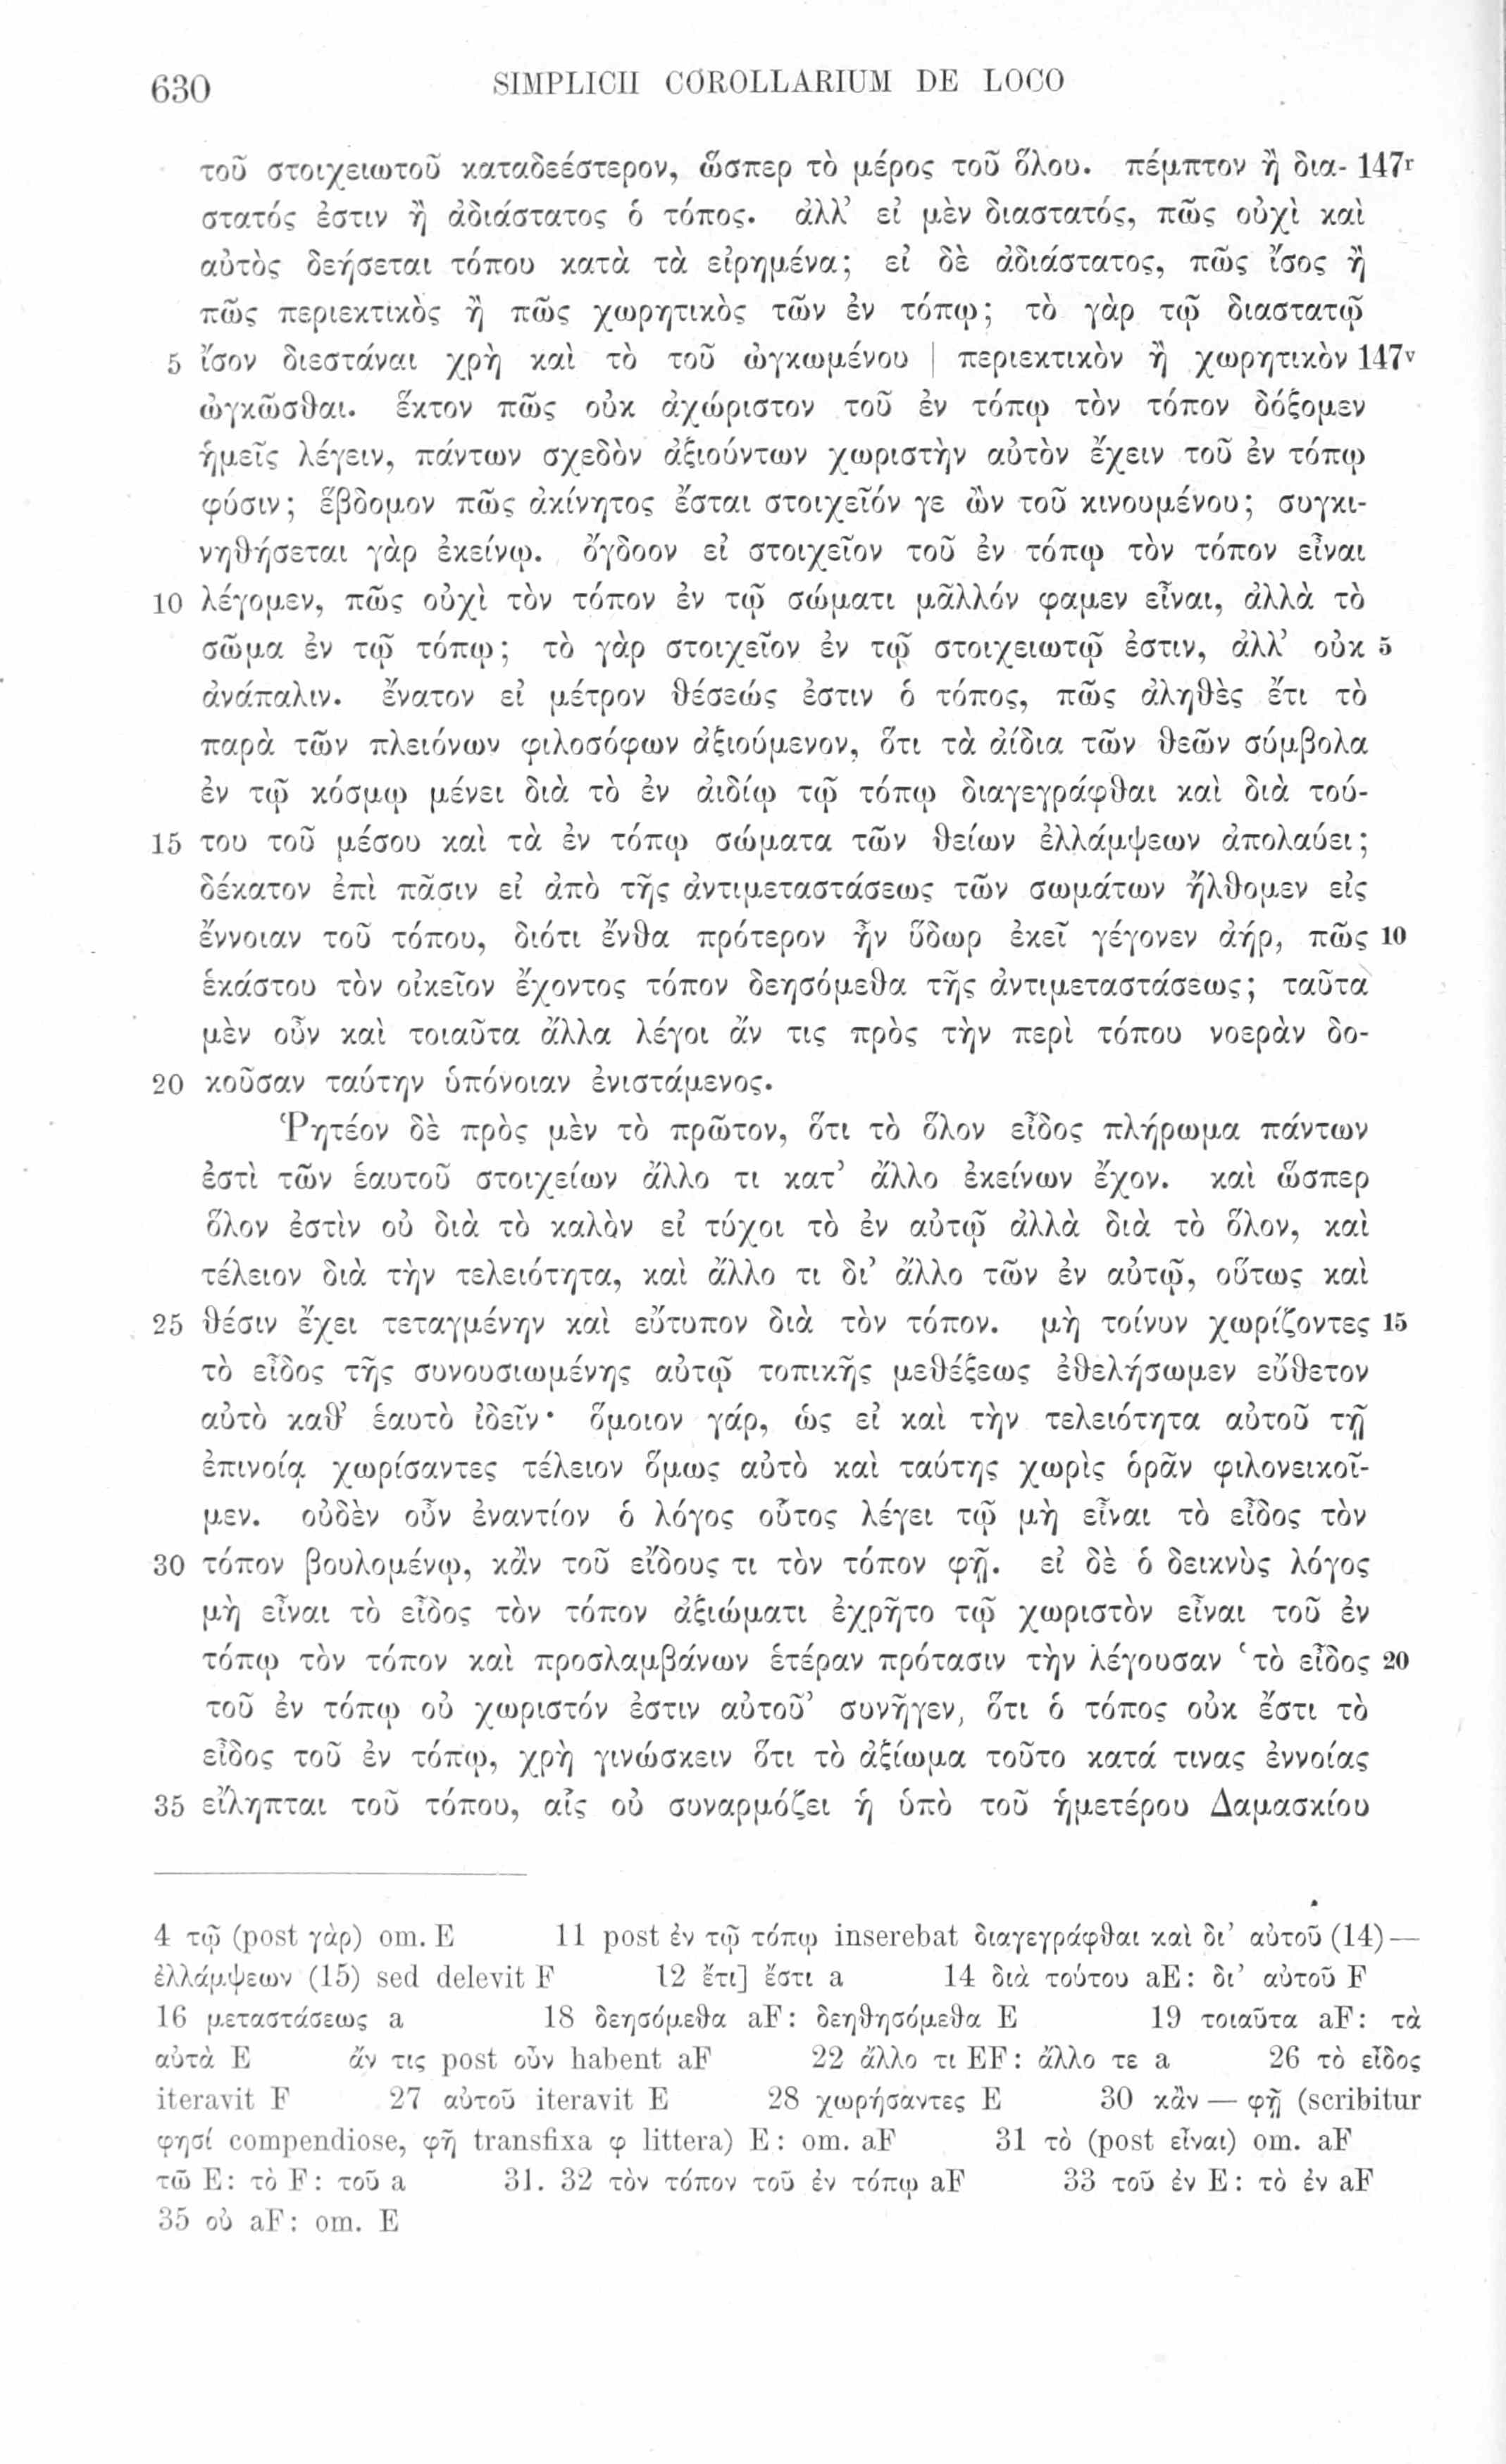 630 SIMPLICII COROLLARIUM DE LOCO
τοῦ στοιχειωτοῦ καταδεέστερον, ὥσπερ τὸ μέρος τοῦ ὅλου. πέμπτον ἢ δια- 147r
στατός ἐστιν ἢ ἀδιάστατος ὁ τόπος. ἀλλ’ εἰ μὲν διαστατός, πῶς οὐχὶ καὶ
αὐτὸς δεήσεται τόπου κατὰ τὰ εἰρημένα; εἰ δὲ ἀδιάστατος, πῶς ἴσος ἢ
πῶς περιεκτικὸς ἢ πῶς χωρητικὸς τῶν ἐν τόπῳ; τὸ γὰρ τῷ διαστατῷ
5 ἴσον διεστάναι χρὴ καὶ τὸ τοῦ ὠγκωμένου | περιεκτικὸν ἢ χωρητικὸν 147v
ὠγκῶσθαι. ἕκτον πῶς οὐκ ἀχώριστον τοῦ ἐν τόπῳ τὸν τόπον δόξομεν
ἡμεῖς λέγειν, πάντων σχεδὸν ἀξιούντων χωριστὴν αὐτὸν ἔχειν τοῦ ἐν τόπῳ
φύσιν; ἕβδομον πῶς ἀκίνητος ἔσται στοιχεῖόν γε ὢν τοῦ κινουμένου; συγκι-
νηθήσεται γὰρ ἐκείνῳ. ὄγδοον εἰ στοιχεῖον τοῦ ἐν τόπῳ τὸν τόπον εἶναι
10 λέγομεν, πῶς οὐχὶ τὸν τόπον ἐν τῷ σώματι μᾶλλόν φαμεν εἶναι, ἀλλὰ τὸ
σῶμα ἐν τῷ τόπῳ; τὸ γὰρ στοιχεῖον ἐν τῷ στοιχειωτῷ ἐστιν, ἀλλ’ οὐκ 5
ἀνάπαλιν. ἔνατον εἰ μέτρον θέσεώς ἐστιν ὁ τόπος, πῶς ἀληθὲς ἔτι τὸ
παρὰ τῶν πλειόνων φιλοσόφων ἀξιούμενον, ὅτι τὰ ἀίδια τῶν θεῶν σύμβολα
ἐν τῷ κόσμῳ μένει διὰ τὸ ἐν ἀιδίῳ τῷ τόπῳ διαγεγράφθαι καὶ διὰ τού-
15 του τοῦ μέσου καὶ τὰ ἐν τόπῳ σώματα τῶν θείων ἐλλάμψεων ἀπολαύει;
δέκατον ἐπὶ πᾶσιν εἰ ἀπὸ τῆς ἀντιμεταστάσεως τῶν σωμάτων ἤλθομεν εἰς
ἔννοιαν τοῦ τόπου, διότι ἔνθα πρότερον ἦν ὕδωρ ἐκεῖ γέγονεν ἀήρ, πῶς 10
ἑκάστου τὸν οἰκεῖον ἔχοντος τόπον δεησόμεθα τῆς ἀντιμεταστάσεως; ταῦτα
μὲν οὖν καὶ τοιαῦτα ἄλλα λέγοι ἄν τις πρὸς τὴν περὶ τόπου νοερὰν δο-
20 κοῦσαν ταύτην ὑπόνοιαν ἐνιστάμενος.
Ῥητέον δὲ πρὸς μὲν τὸ πρῶτον, ὅτι τὸ ὅλον εἶδος πλήρωμα πάντων
ἐστὶ τῶν ἑαυτοῦ στοιχείων ἄλλο τι κατ’ ἄλλο ἐκείνων ἔχον. καὶ ὥσπερ
ὅλον ἐστὶν οὐ διὰ τὸ καλὸν εἰ τύχοι τὸ ἐν αὐτῷ ἀλλὰ διὰ τὸ ὅλον, καὶ
τέλειον διὰ τὴν τελειότητα, καὶ ἄλλο τι δι’ ἄλλο τῶν ἐν αὐτῷ, οὕτως καὶ
25 θέσιν ἔχει τεταγμένην καὶ εὔτυπον διὰ τὸν τόπον. μὴ τοίνυν χωρίζοντες 15
τὸ εἶδος τῆς συνουσιωμένης αὐτῷ τοπικῆς μεθέξεως ἐθελήσωμεν εὔθετον
αὐτὸ καθ’ ἑαυτὸ ἰδεῖν· ὅμοιον γάρ, ὡς εἰ καὶ τὴν τελειότητα αὐτοῦ τῇ
ἐπινοίᾳ χωρίσαντες τέλειον ὅμως αὐτὸ καὶ ταύτης χωρὶς ὁρᾶν φιλονεικοῖ-
μεν. οὐδὲν οὖν ἐναντίον ὁ λόγος οὗτος λέγει τῷ μὴ εἶναι τὸ εἶδος τὸν
30 τόπον βουλομένῳ, κἂν τοῦ εἴδους τι τὸν τόπον φῇ. εἰ δὲ ὁ δεικνὺς λόγος
μὴ εἶναι τὸ εἶδος τὸν τόπον ἀξιώματι ἐχρῆτο τῷ χωριστὸν εἶναι τοῦ ἐν
τόπῳ τὸν τόπον καὶ προσλαμβάνων ἑτέραν πρότασιν τὴν λέγουσαν ‘τὸ εἶδος 20
τοῦ ἐν τόπῳ οὐ χωριστόν ἐστιν αὐτοῦ’ συνῆγεν, ὅτι ὁ τόπος οὐκ ἔστι τὸ
εἶδος τοῦ ἐν τόπῳ, χρὴ γινώσκειν ὅτι τὸ ἀξίωμα τοῦτο κατά τινας ἐννοίας
35 εἴληπται τοῦ τόπου, αἷς οὐ συναρμόζει ἡ ὑπὸ τοῦ ἡμετέρου Δαμασκίου
4 τῷ (post γὰρ) om. E 11 post ἐν τῷ τόπῳ inserebat διαγεγράφθαι καὶ δι’ αὐτοῦ (14)—
ἐλλάμψεων (15) sed delevit F 12 ἔτι] ἔστι a 14 διὰ τούτου aE: δι’ αὐτοῦ F
16 μεταστάσεως a 18 δεησόμεθα aF: δεηθησόμεθα E 19 τοιαῦτα aF: τὰ
αὐτὰ E ἄν τις post οὖν habent aF 22 ἄλλο τι EF: ἄλλο τε a 26 τὸ εἶδος
iteravit F 27 αὐτοῦ iteravit E 28 χωρήσαντες E 30 κἂν — φῇ (scribitur
φησί compendiose, φῇ transfixa φ littera) E: om. aF 31 τὸ (post εἶναι) om. aF
τῶ E: τὸ F: τοῦ a 31. 32 τὸν τόπον τοῦ ἐν τόπῳ aF 33 τοῦ ἐν E: τὸ ἐν aF
35 οὐ aF: om. E